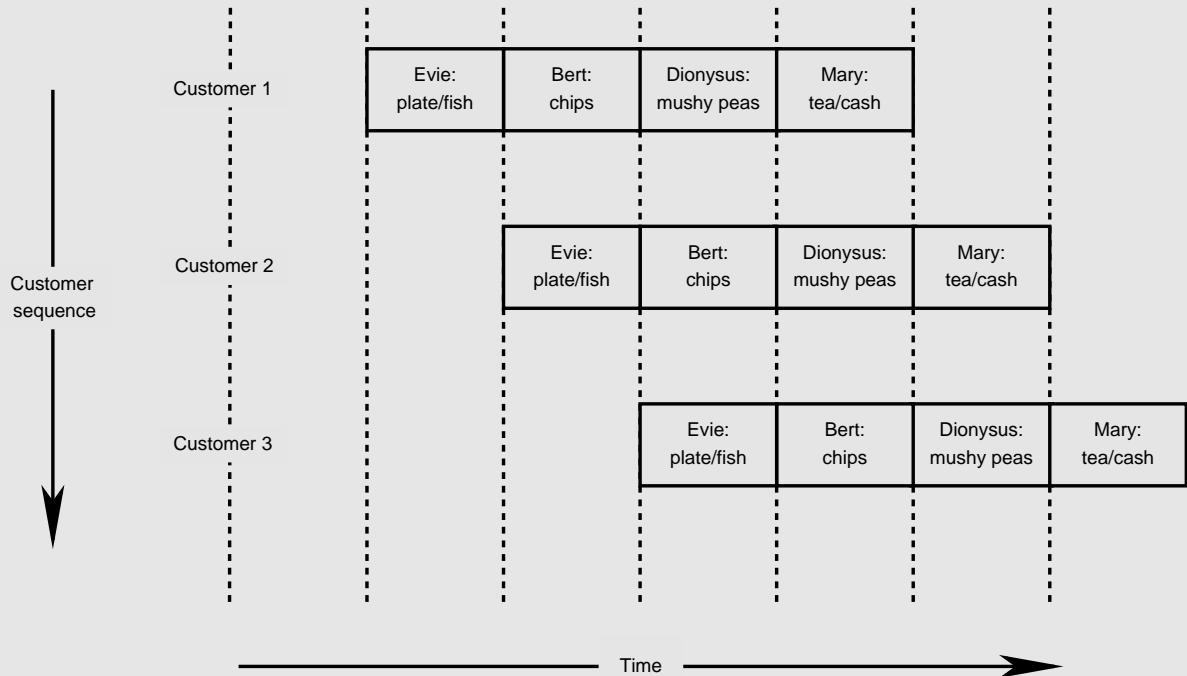 Customer 1
Evie:
plate/fish
Bert:
chips
Dionysus:
mushy peas
Mary:
tea/cash
Customer 2
Evie:
plate/fish
Bert:
chips
Dionysus:
mushy peas
Mary:
tea/cash
Customer
sequence
Customer 3
Evie:
plate/fish
Bert:
chips
Dionysus:
mushy peas
Mary:
tea/cash
Time